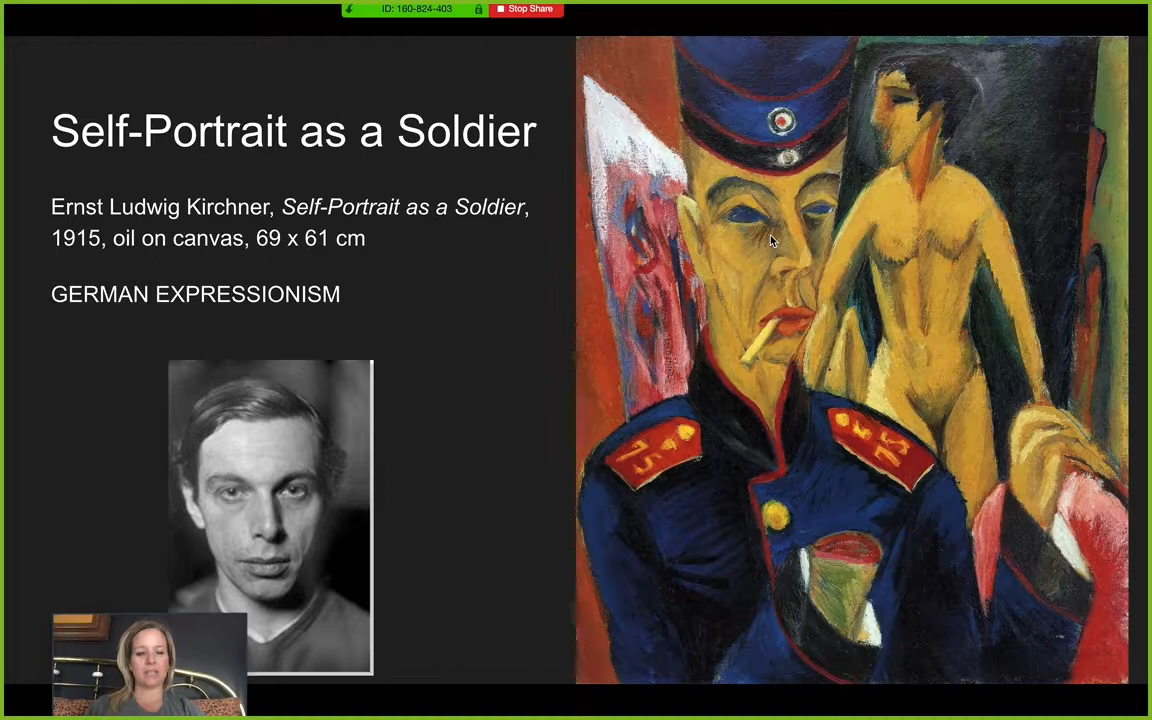 ID: 160-824-403
Stop Share
Self-Portrait as a Soldier
Ernst Ludwig Kirchner, Self-Portrait as a Soldier,
1915, oil on canvas, 69 x 61 cm
GERMAN EXPRESSIONISM
75
75